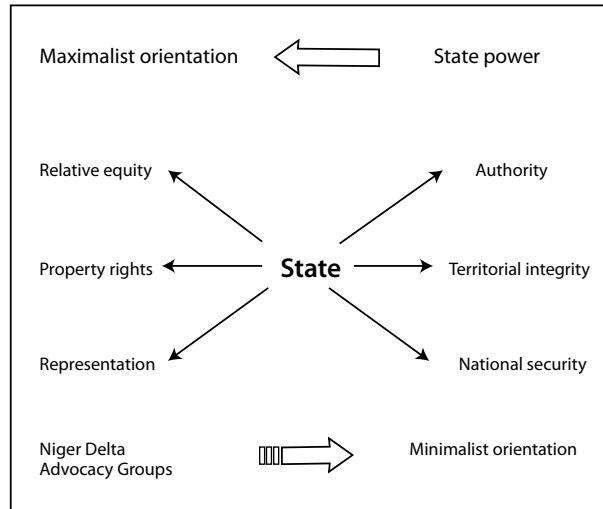 Maximalist orientation State power
Relative equity Authority
Property rights State Territorial integrity
Representation National security
Niger Delta
Advocacy Groups Minimalist orientation